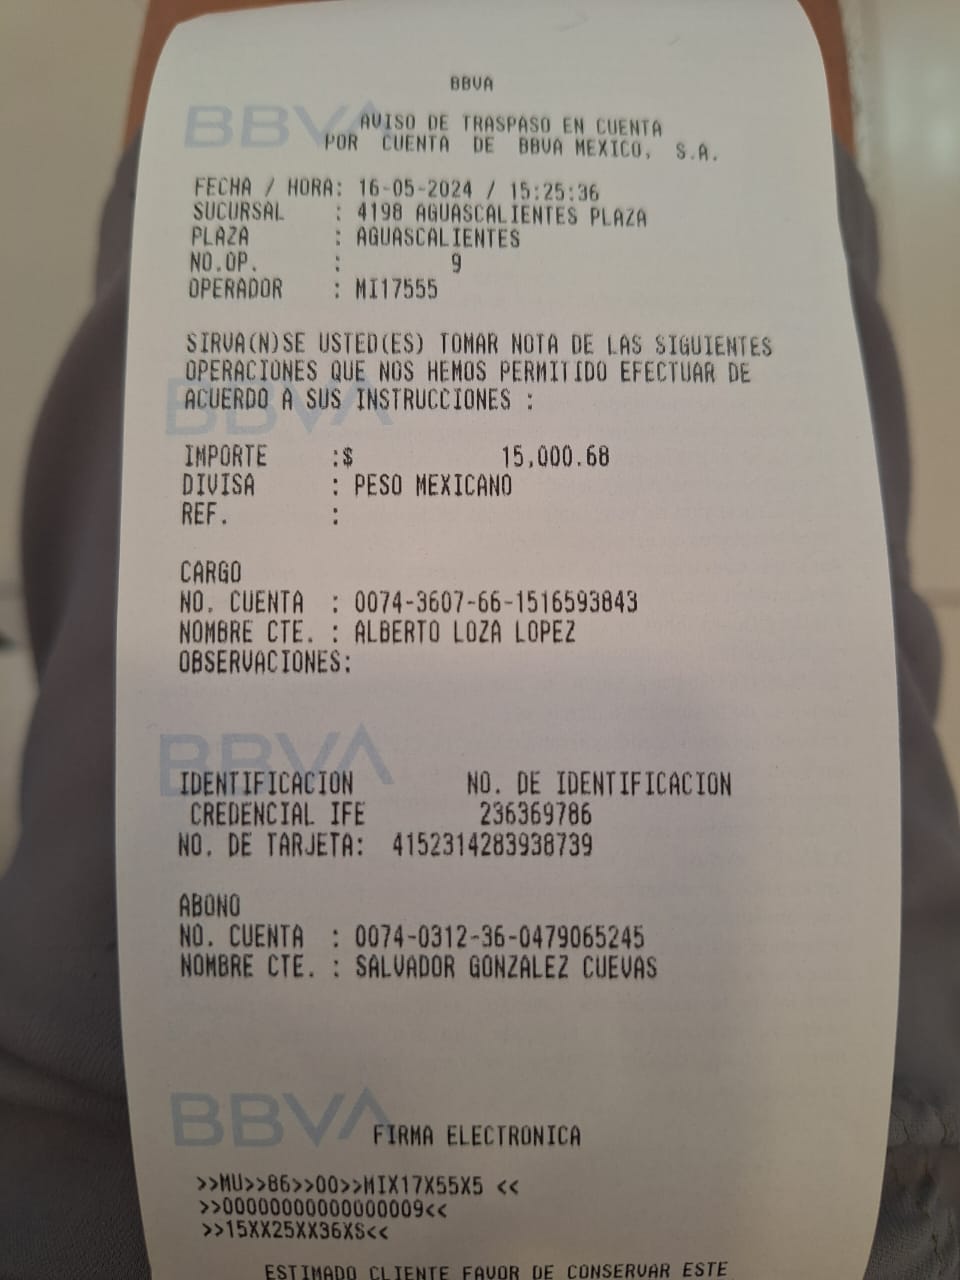 BBVA
BBVA
AVISO DE TRASPASO EN CUENTA
POR CUENTA DE BBVA MEXICO, S.A.
FECHA / HORA: 16-05-2024 / 15:25:36
SUCURSAL : 4198 AGUASCALIENTES PLAZA
PLAZA : AGUASCALIENTES
NO.OP. : 9
OPERADOR : MI17555
SIRVA(N)SE USTED(ES) TOMAR NOTA DE LAS SIGUIENTES
OPERACIONES QUE NOS HEMOS PERMITIDO EFECTUAR DE
ACUERDO A SUS INSTRUCCIONES :
BBVA
IMPORTE :$ 15,000.68
DIVISA : PESO MEXICANO
REF. :
CARGO
NO. CUENTA : 0074-3607-66-1516593843
NOMBRE CTE. : ALBERTO LOZA LOPEZ
OBSERVACIONES:
BBVA
IDENTIFICACION NO. DE IDENTIFICACION
CREDENCIAL IFE 236369786
NO. DE TARJETA: 4152314283938739
ABONO
NO. CUENTA : 0074-0312-36-0479065245
NOMBRE CTE. : SALVADOR GONZALEZ CUEVAS
BBVA
FIRMA ELECTRONICA
>>MU>>86>>00>>MIX17X55X5 <<
>>00000000000000009<<
>>15XX25XX36XS<<
ESTIMADO CLIENTE FAVOR DE CONSERVAR ESTE